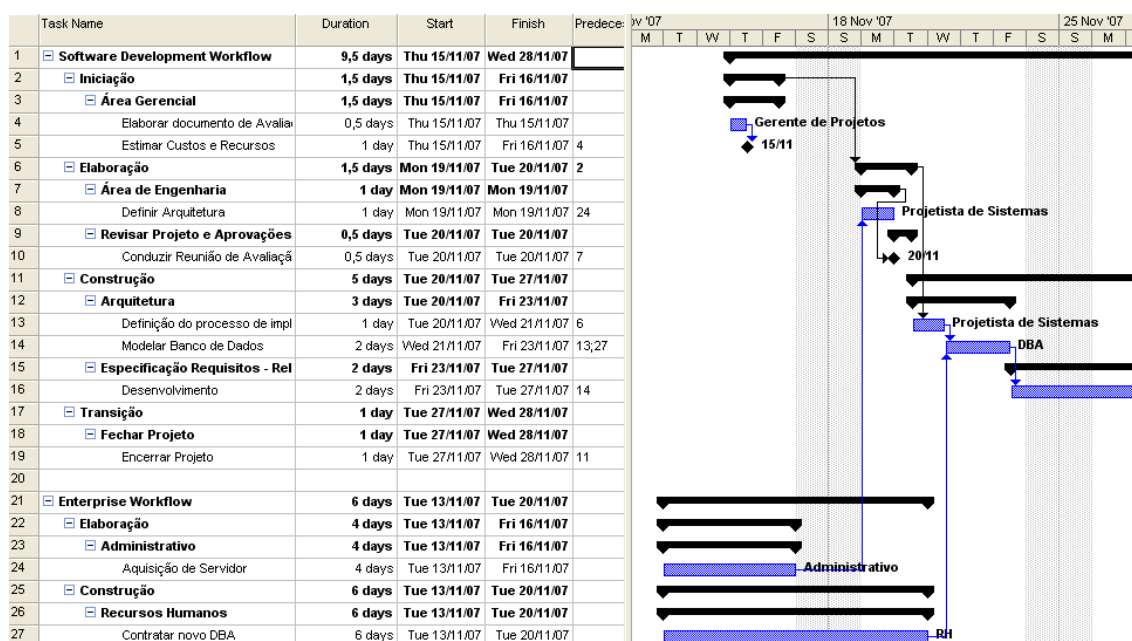 Task Name Duration Start Finish Predece: ov '07 18 Nov '07 25 Nov '07
M T W T F S S M T W T F S S M
1 Software Development Workflow 9,5 days Thu 15/11/07 Wed 28/11/07
2 Iniciação 1,5 days Thu 15/11/07 Fri 16/11/07
3 Área Gerencial 1,5 days Thu 15/11/07 Fri 16/11/07
4 Elaborar documento de Avalia 0,5 days Thu 15/11/07 Thu 15/11/07 Gerente de Projetos
5 Estimar Custos e Recursos 1 day Thu 15/11/07 Fri 16/11/07 4 15/11
6 Elaboração 1,5 days Mon 19/11/07 Tue 20/11/07 2
7 Área de Engenharia 1 day Mon 19/11/07 Mon 19/11/07
8 Definir Arquitetura 1 day Mon 19/11/07 Mon 19/11/07 24 Projetista de Sistemas
9 Revisar Projeto e Aprovações 0,5 days Tue 20/11/07 Tue 20/11/07
10 Conduzir Reunião de Avaliaçã 0,5 days Tue 20/11/07 Tue 20/11/07 7 20/11
11 Construção 5 days Tue 20/11/07 Tue 27/11/07
12 Arquitetura 3 days Tue 20/11/07 Fri 23/11/07
13 Definição do processo de impl 1 day Tue 20/11/07 Wed 21/11/07 6 Projetista de Sistemas
14 Modelar Banco de Dados 2 days Wed 21/11/07 Fri 23/11/07 13;27 DBA
15 Especificação Requisitos - Rel 2 days Fri 23/11/07 Tue 27/11/07
16 Desenvolvimento 2 days Fri 23/11/07 Tue 27/11/07 14
17 Transição 1 day Tue 27/11/07 Wed 28/11/07
18 Fechar Projeto 1 day Tue 27/11/07 Wed 28/11/07
19 Encerrar Projeto 1 day Tue 27/11/07 Wed 28/11/07 11
20
21 Enterprise Workflow 6 days Tue 13/11/07 Tue 20/11/07
22 Elaboração 4 days Tue 13/11/07 Fri 16/11/07
23 Administrativo 4 days Tue 13/11/07 Fri 16/11/07
24 Aquisição de Servidor 4 days Tue 13/11/07 Fri 16/11/07 Administrativo
25 Construção 6 days Tue 13/11/07 Tue 20/11/07
26 Recursos Humanos 6 days Tue 13/11/07 Tue 20/11/07
27 Contratar novo DBA 6 days Tue 13/11/07 Tue 20/11/07 RH